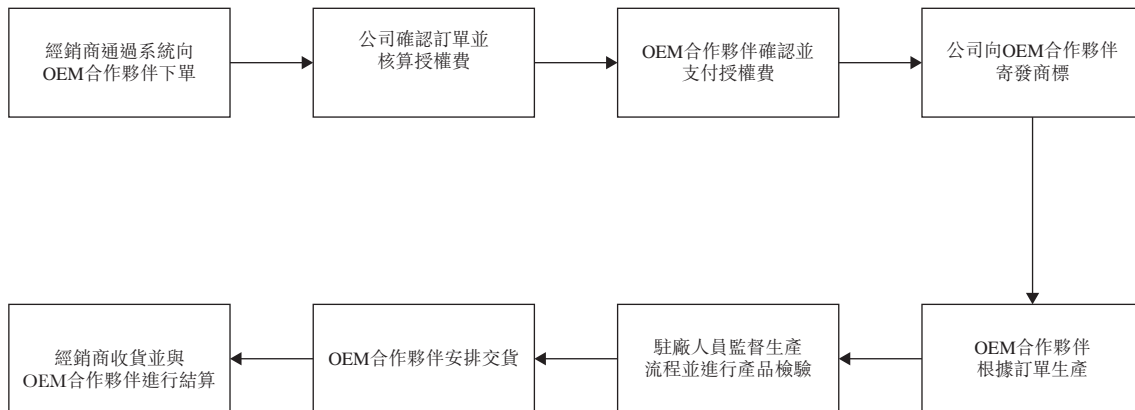 經銷商通過系統向
OEM合作夥伴下單
公司確認訂單並
核算授權費
OEM合作夥伴確認並
支付授權費
公司向OEM合作夥伴
寄發商標
OEM合作夥伴
根據訂單生產
駐廠人員監督生產
流程並進行產品檢驗
OEM合作夥伴安排交貨
經銷商收貨並與
OEM合作夥伴進行結算